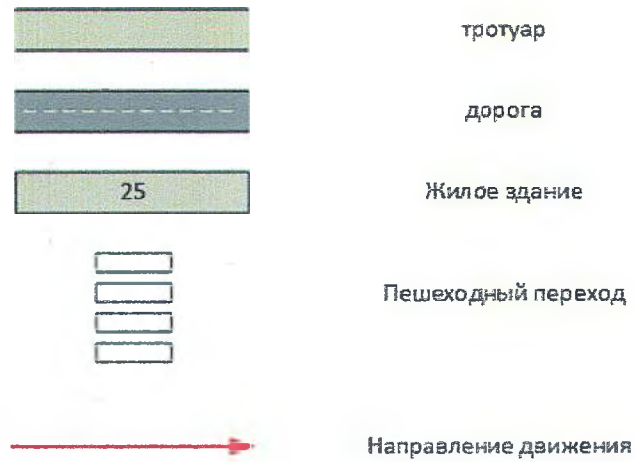 тротуар
дорога
25
Жилое здание
Пешеходный переход
Направление движения